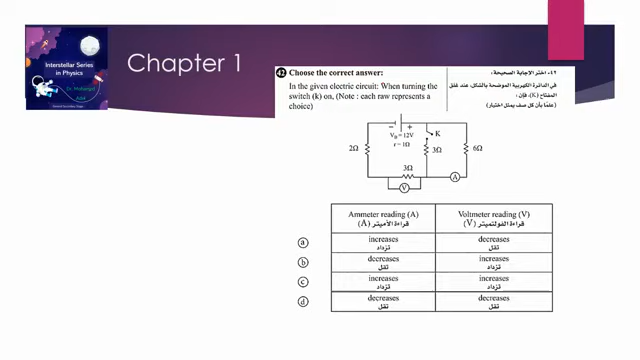 Interstellar Series
in Physics
Chapter 1
42 Choose the correct answer:
In the given electric circuit: When turning the
switch (k) on, (Note : each raw represents a
choice)
٤٢- اختر الإجابة الصحيحة :
في الدائرة الكهربية الموضحة بالشكل، عند غلق
المفتاح (K)، فإن :
(علمًا بأن كل صف يمثل اختيار)
− +
V_B = 12V
r = 1Ω
K
2Ω
3Ω
6Ω
3Ω
A
V
Ammeter reading (A) Voltmeter reading (V)
قراءة الأميتر (A) قراءة الفولتميتر (V)
a increases decreases
تزداد تقل
b decreases increases
تقل تزداد
c increases increases
تزداد تزداد
d decreases decreases
تقل تقل